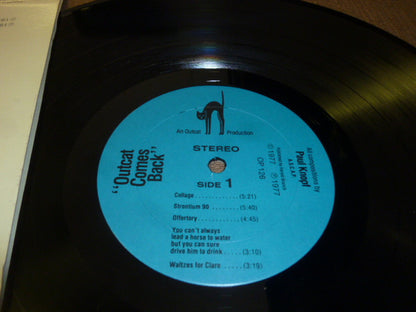 An Outcat Production
STEREO
SIDE 1
"Outcat
Comes
Back"
All compositions by
Paul Knopf
A.S.C.A.P.
© 1977 ℗ 1977
Collage . . . . . . . . . . . . (5:21)
Strontium 90 . . . . . . . (5:40)
Offertory . . . . . . . . . . (4:45)
You can't always
lead a horse to water
but you can sure
drive him to drink . . . . . (3:10)
Waltzes for Clare . . . . . (3:19)